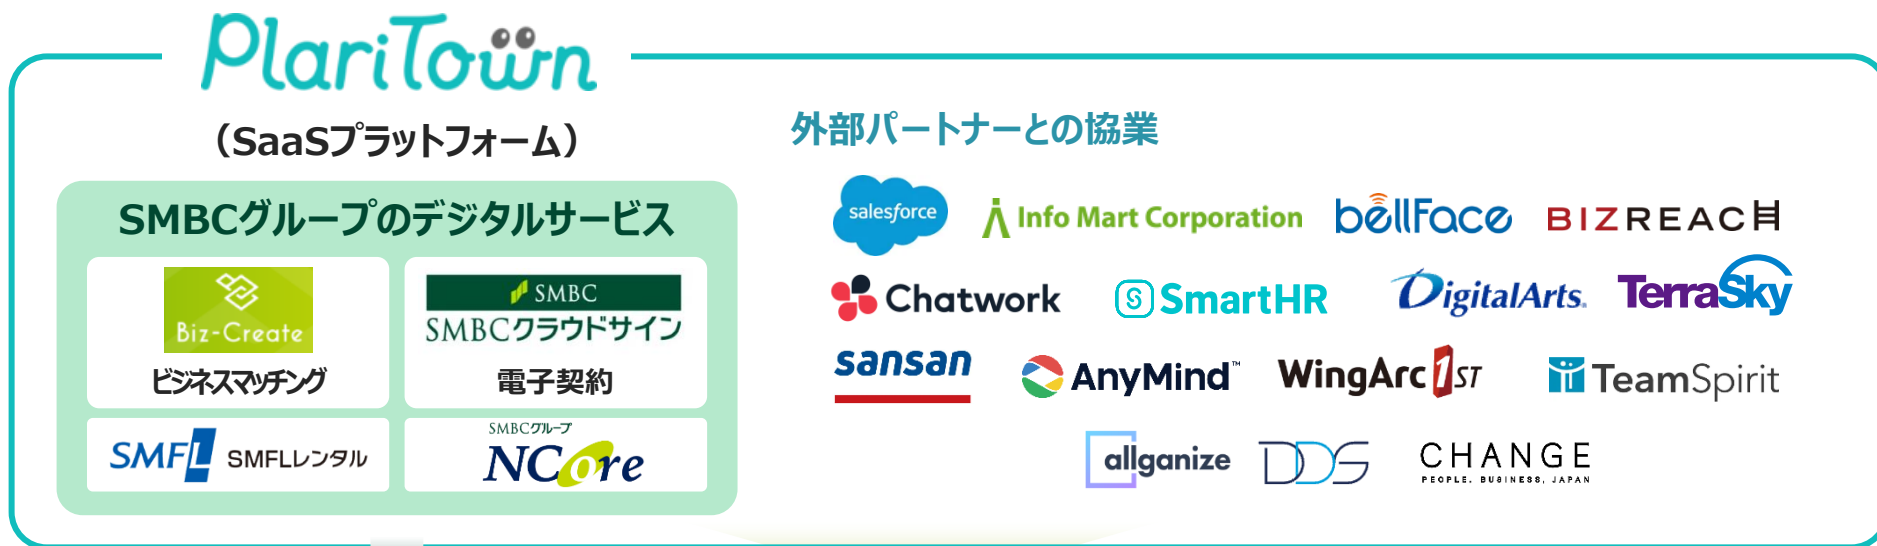 PlariTown
（SaaSプラットフォーム）
SMBCグループのデジタルサービス
Biz-Create
ビジネスマッチング
SMBC
SMBCクラウドサイン
電子契約
SMFL SMFLレンタル
SMBCグループ
NCore
外部パートナーとの協業
salesforce
Info Mart Corporation
bellFace
BIZREACH
Chatwork
SmartHR
DigitalArts.
TerraSky
sansan
AnyMind™
WingArc1ST
TeamSpirit
allganize
DDS
CHANGE
PEOPLE, BUSINESS, JAPAN